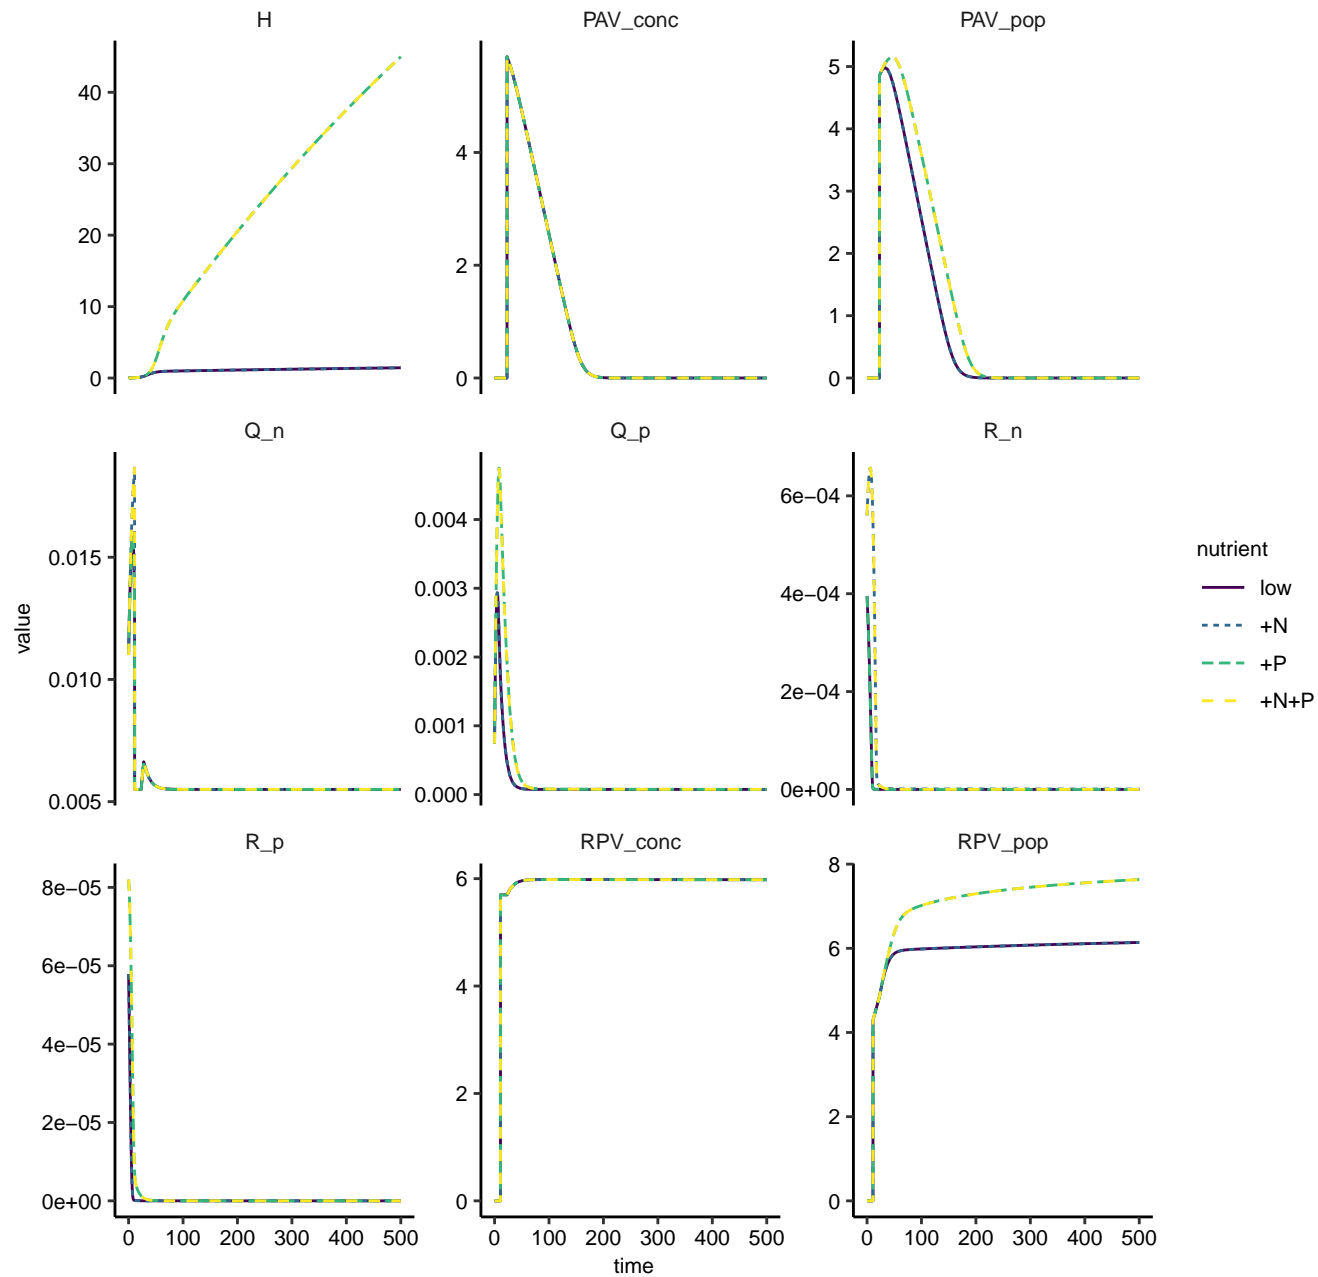 H
PAV_conc
PAV_pop
40
30
20
10
0
4
2
0
5
4
3
2
1
0
Q_n
Q_p
R_n
value
0.015
0.010
0.005
0.004
0.003
0.002
0.001
0.000
6e−04
4e−04
2e−04
0e+00
nutrient
low
+N
+P
+N+P
R_p
RPV_conc
RPV_pop
8e−05
6e−05
4e−05
2e−05
0e+00
6
4
2
0
8
6
4
2
0
0 100 200 300 400 500
0 100 200 300 400 500
0 100 200 300 400 500
time